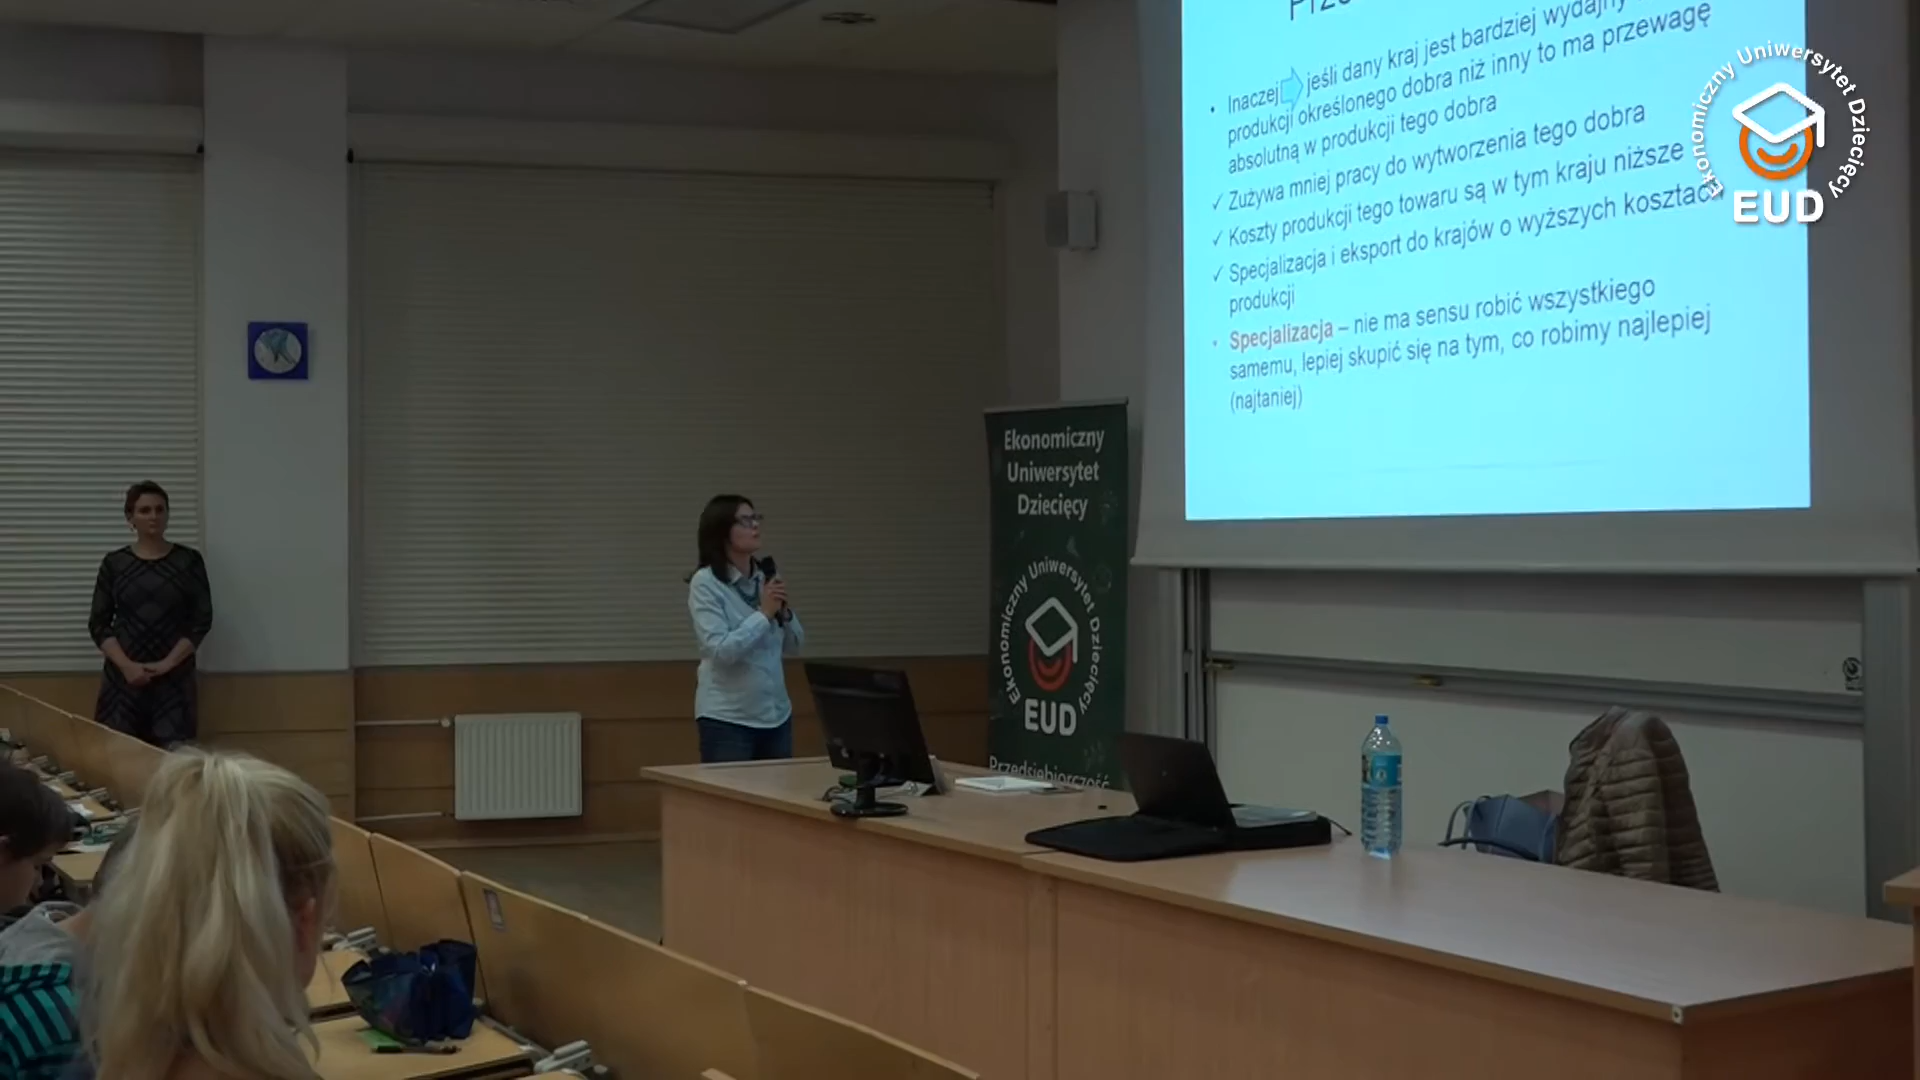 Inaczej jeśli dany kraj jest bardziej wydajny
produkcji określonego dobra niż inny to ma przewagę
absolutną w produkcji tego dobra
✓ Zużywa mniej pracy do wytworzenia tego dobra
✓ Koszty produkcji tego towaru są w tym kraju niższe
✓ Specjalizacja i eksport do krajów o wyższych kosztach
produkcji
Specjalizacja – nie ma sensu robić wszystkiego
samemu, lepiej skupić się na tym, co robimy najlepiej
(najtaniej)
Ekonomiczny Uniwersytet Dziecięcy
EUD
Ekonomiczny
Uniwersytet
Dziecięcy
Ekonomiczny Uniwersytet Dziecięcy
EUD
Przedsiębiorczość